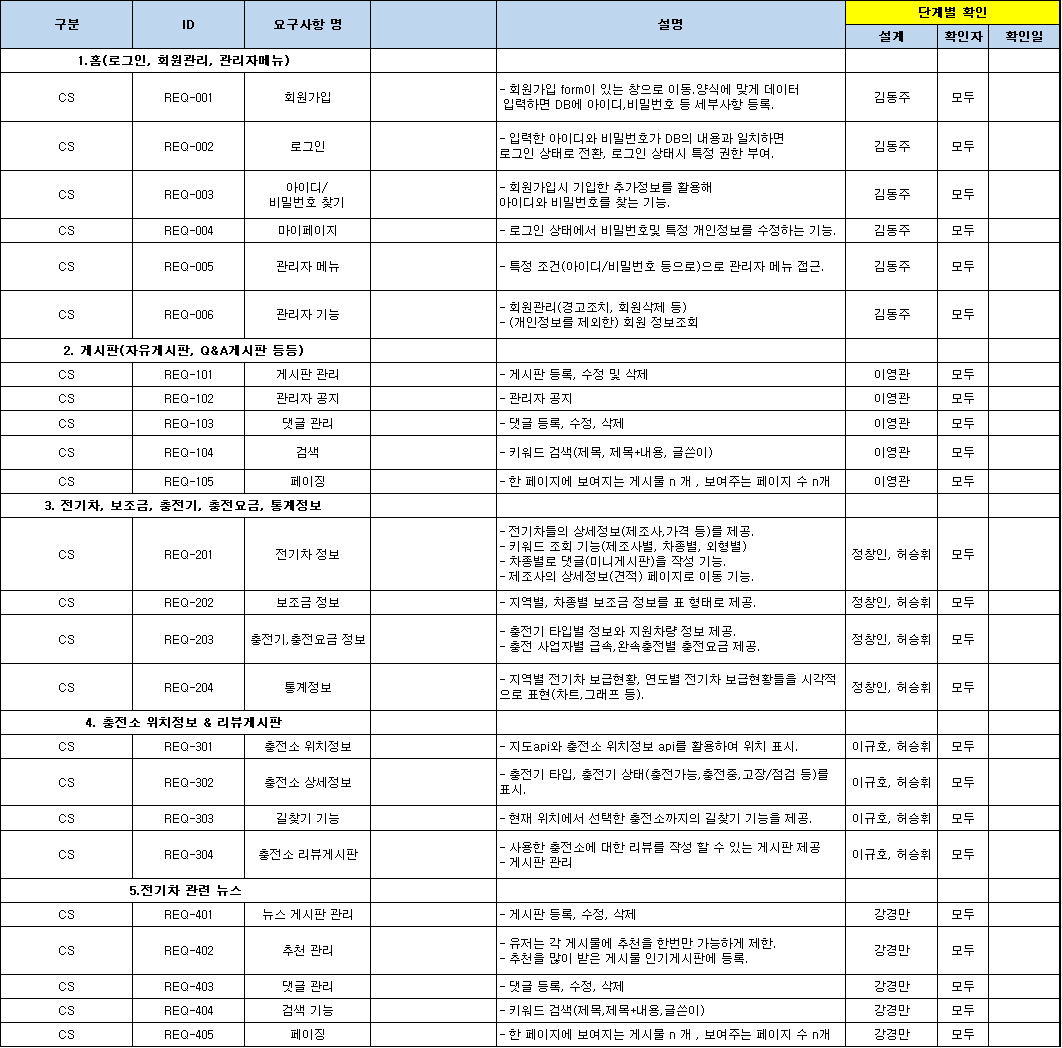 구분 ID 요구사항 명 설명 단계별 확인
설계 확인자 확인일
1.홈(로그인, 회원관리, 관리자메뉴)
CS REQ-001 회원가입 - 회원가입 form이 있는 창으로 이동.양식에 맞게 데이터
입력하면 DB에 아이디,비밀번호 등 세부사항 등록. 김동주 모두
CS REQ-002 로그인 - 입력한 아이디와 비밀번호가 DB의 내용과 일치하면
로그인 상태로 전환, 로그인 상태시 특정 권한 부여. 김동주 모두
CS REQ-003 아이디/
비밀번호 찾기 - 회원가입시 기입한 추가정보를 활용해
아이디와 비밀번호를 찾는 기능. 김동주 모두
CS REQ-004 마이페이지 - 로그인 상태에서 비밀번호및 특정 개인정보를 수정하는 기능. 김동주 모두
CS REQ-005 관리자 메뉴 - 특정 조건(아이디/비밀번호 등으로)으로 관리자 메뉴 접근. 김동주 모두
CS REQ-006 관리자 기능 - 회원관리(경고조치, 회원삭제 등)
- (개인정보를 제외한) 회원 정보조회 김동주 모두
2. 게시판(자유게시판, Q&A게시판 등등)
CS REQ-101 게시판 관리 - 게시판 등록, 수정 및 삭제 이영관 모두
CS REQ-102 관리자 공지 - 관리자 공지 이영관 모두
CS REQ-103 댓글 관리 - 댓글 등록, 수정, 삭제 이영관 모두
CS REQ-104 검색 - 키워드 검색(제목, 제목+내용, 글쓴이) 이영관 모두
CS REQ-105 페이징 - 한 페이지에 보여지는 게시물 n 개 , 보여주는 페이지 수 n개 이영관 모두
3. 전기차, 보조금, 충전기, 충전요금, 통계정보
CS REQ-201 전기차 정보 - 전기차들의 상세정보(제조사,가격 등)를 제공.
- 키워드 조회 기능(제조사별, 차종별, 외형별)
- 차종별로 댓글(미니게시판)을 작성 기능.
- 제조사의 상세정보(견적) 페이지로 이동 기능. 정창인, 허승휘 모두
CS REQ-202 보조금 정보 - 지역별, 차종별 보조금 정보를 표 형태로 제공. 정창인, 허승휘 모두
CS REQ-203 충전기,충전요금 정보 - 충전기 타입별 정보와 지원차량 정보 제공.
- 충전 사업자별 급속,완속충전별 충전요금 제공. 정창인, 허승휘 모두
CS REQ-204 통계정보 - 지역별 전기차 보급현황, 연도별 전기차 보급현황들을 시각적
으로 표현(차트,그래프 등). 정창인, 허승휘 모두
4. 충전소 위치정보 & 리뷰게시판
CS REQ-301 충전소 위치정보 - 지도api와 충전소 위치정보 api를 활용하여 위치 표시. 이규호, 허승휘 모두
CS REQ-302 충전소 상세정보 - 충전기 타입, 충전기 상태(충전가능,충전중,고장/점검 등)를
표시. 이규호, 허승휘 모두
CS REQ-303 길찾기 기능 - 현재 위치에서 선택한 충전소까지의 길찾기 기능을 제공. 이규호, 허승휘 모두
CS REQ-304 충전소 리뷰게시판 - 사용한 충전소에 대한 리뷰를 작성 할 수 있는 게시판 제공
- 게시판 관리 이규호, 허승휘 모두
5.전기차 관련 뉴스
CS REQ-401 뉴스 게시판 관리 - 게시판 등록, 수정, 삭제 강경만 모두
CS REQ-402 추천 관리 - 유저는 각 게시물에 추천을 한번만 가능하게 제한.
- 추천을 많이 받은 게시물 인기게시판에 등록. 강경만 모두
CS REQ-403 댓글 관리 - 댓글 등록, 수정, 삭제 강경만 모두
CS REQ-404 검색 기능 - 키워드 검색(제목,제목+내용,글쓴이) 강경만 모두
CS REQ-405 페이징 - 한 페이지에 보여지는 게시물 n 개 , 보여주는 페이지 수 n개 강경만 모두